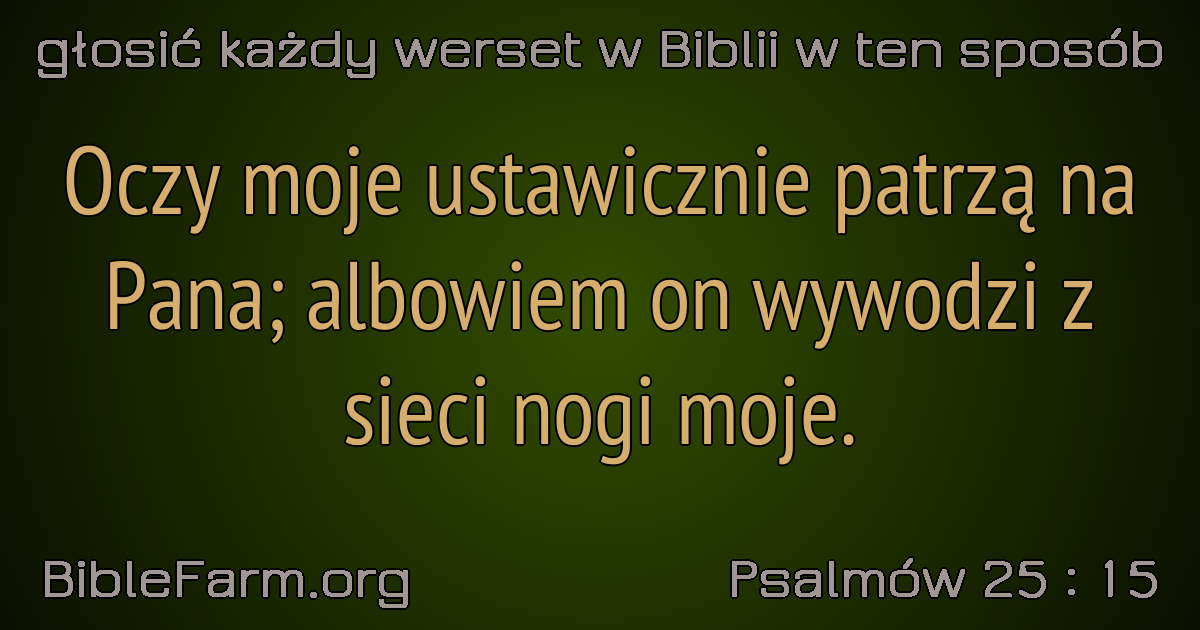 głosić każdy werset w Biblii w ten sposób
Oczy moje ustawicznie patrzą na
Pana; albowiem on wywodzi z
sieci nogi moje.
BibleFarm.org
Psalmów 25 : 15